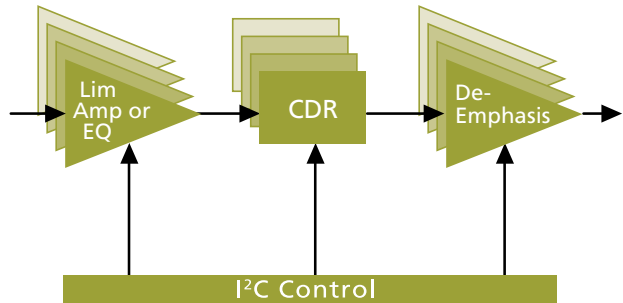 Lim
Amp or
EQ
CDR
De-
Emphasis
I²C Control